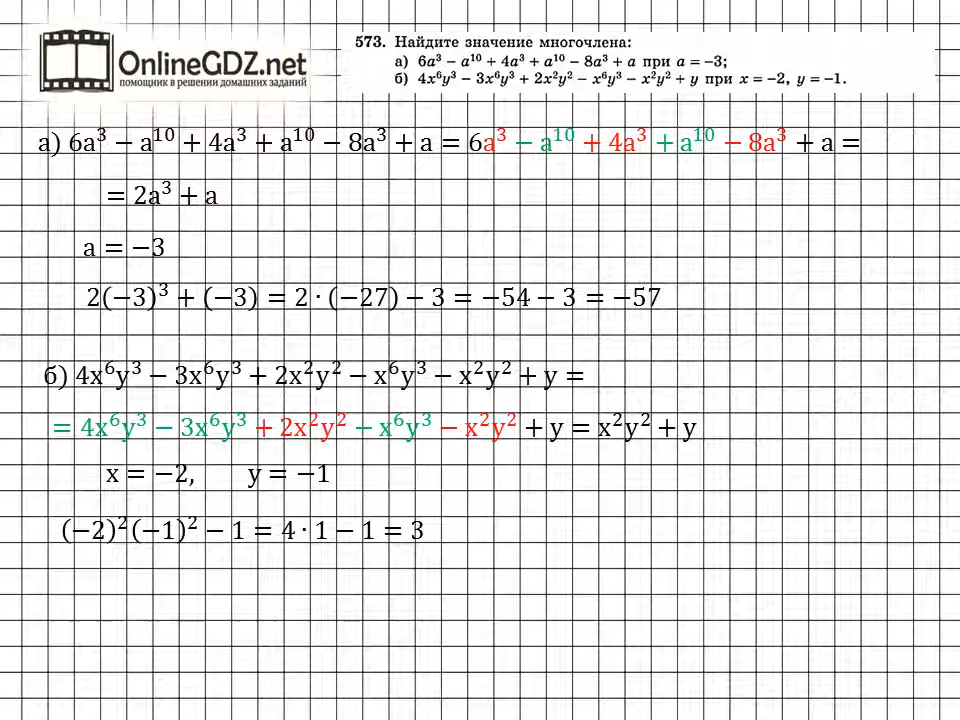 OnlineGDZ.net
помощник в решении домашних заданий
573. Найдите значение многочлена:
а) 6a³ − a¹⁰ + 4a³ + a¹⁰ − 8a³ + a при a = −3;
б) 4x⁶y³ − 3x⁶y³ + 2x²y² − x⁶y³ − x²y² + y при x = −2, y = −1.
а) 6a³ − a¹⁰ + 4a³ + a¹⁰ − 8a³ + a = 6a³ − a¹⁰ + 4a³ + a¹⁰ − 8a³ + a =
= 2a³ + a
a = −3
2(−3)³ + (−3) = 2 · (−27) − 3 = −54 − 3 = −57
б) 4x⁶y³ − 3x⁶y³ + 2x²y² − x⁶y³ − x²y² + y =
= 4x⁶y³ − 3x⁶y³ + 2x²y² − x⁶y³ − x²y² + y = x²y² + y
x = −2, y = −1
(−2)²(−1)² − 1 = 4 · 1 − 1 = 3